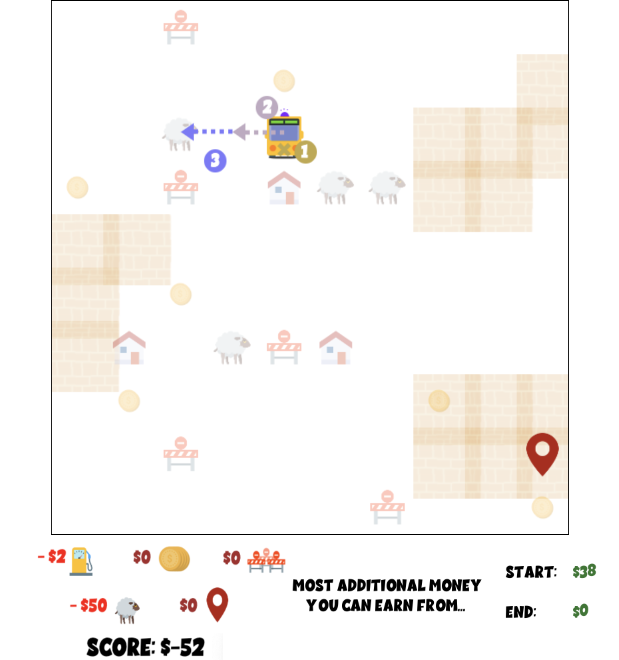 2
1
3
- $2
$0
$0
- $50
$0
MOST ADDITIONAL MONEY
YOU CAN EARN FROM...
START: $38
END: $0
SCORE: $-52